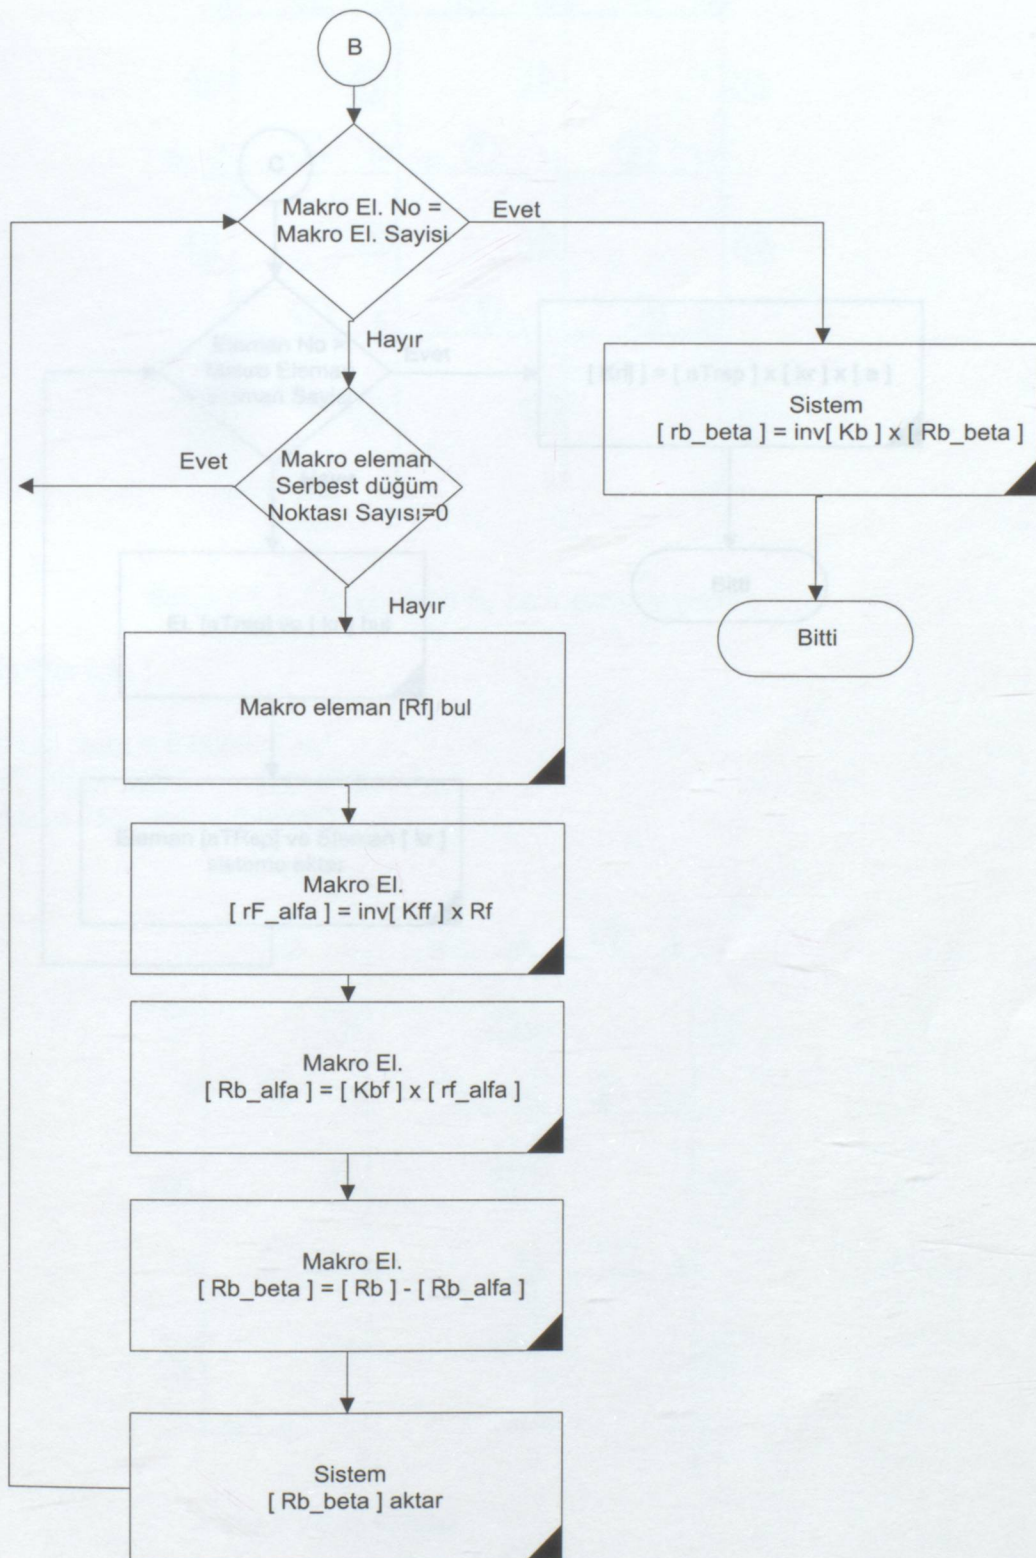 B
Makro El. No =
Makro El. Sayisi
Evet
Hayır
Sistem
[ rb_beta ] = inv[ Kb ] x [ Rb_beta ]
Evet
Makro eleman
Serbest düğüm
Noktası Sayısı=0
Hayır
Bitti
Makro eleman [Rf] bul
Makro El.
[ rF_alfa ] = inv[ Kff ] x Rf
Makro El.
[ Rb_alfa ] = [ Kbf ] x [ rf_alfa ]
Makro El.
[ Rb_beta ] = [ Rb ] - [ Rb_alfa ]
Sistem
[ Rb_beta ] aktar
C
Evet
Bitti